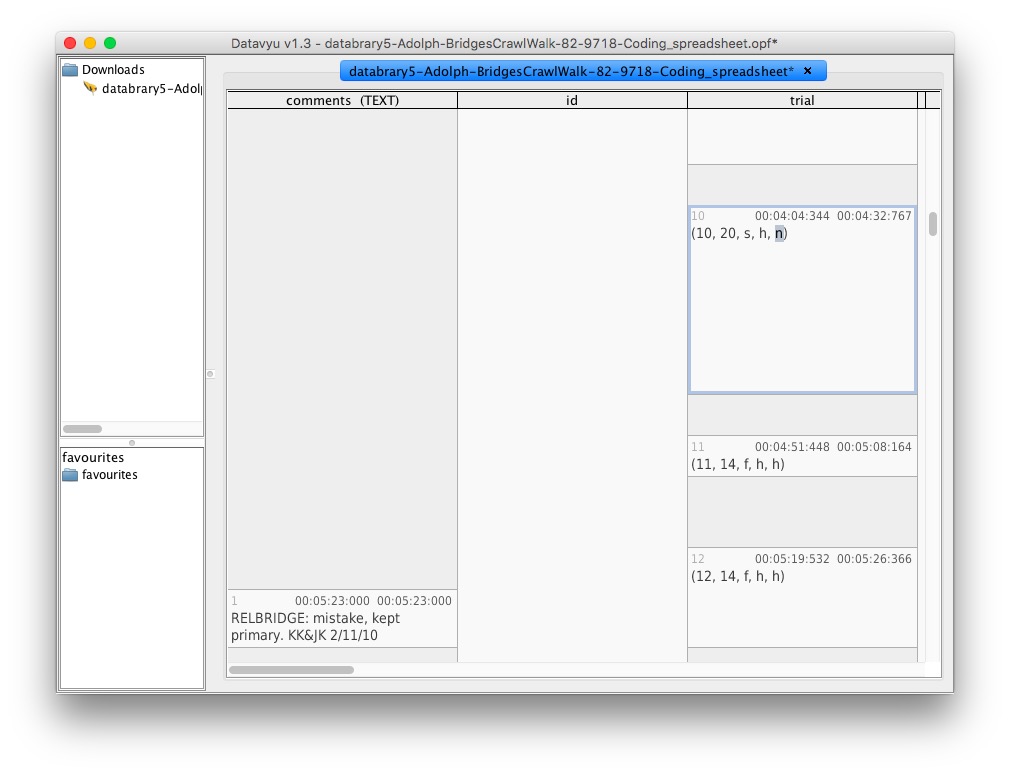 Datavyu v1.3 - databrary5-Adolph-BridgesCrawlWalk-82-9718-Coding_spreadsheet.opf*
Downloads
databrary5-Adol
favourites
favourites
databrary5-Adolph-BridgesCrawlWalk-82-9718-Coding_spreadsheet* ×
comments (TEXT) id trial
10 00:04:04:344 00:04:32:767
(10, 20, s, h, n)
11 00:04:51:448 00:05:08:164
(11, 14, f, h, h)
12 00:05:19:532 00:05:26:366
(12, 14, f, h, h)
1 00:05:23:000 00:05:23:000
RELBRIDGE: mistake, kept
primary. KK&JK 2/11/10